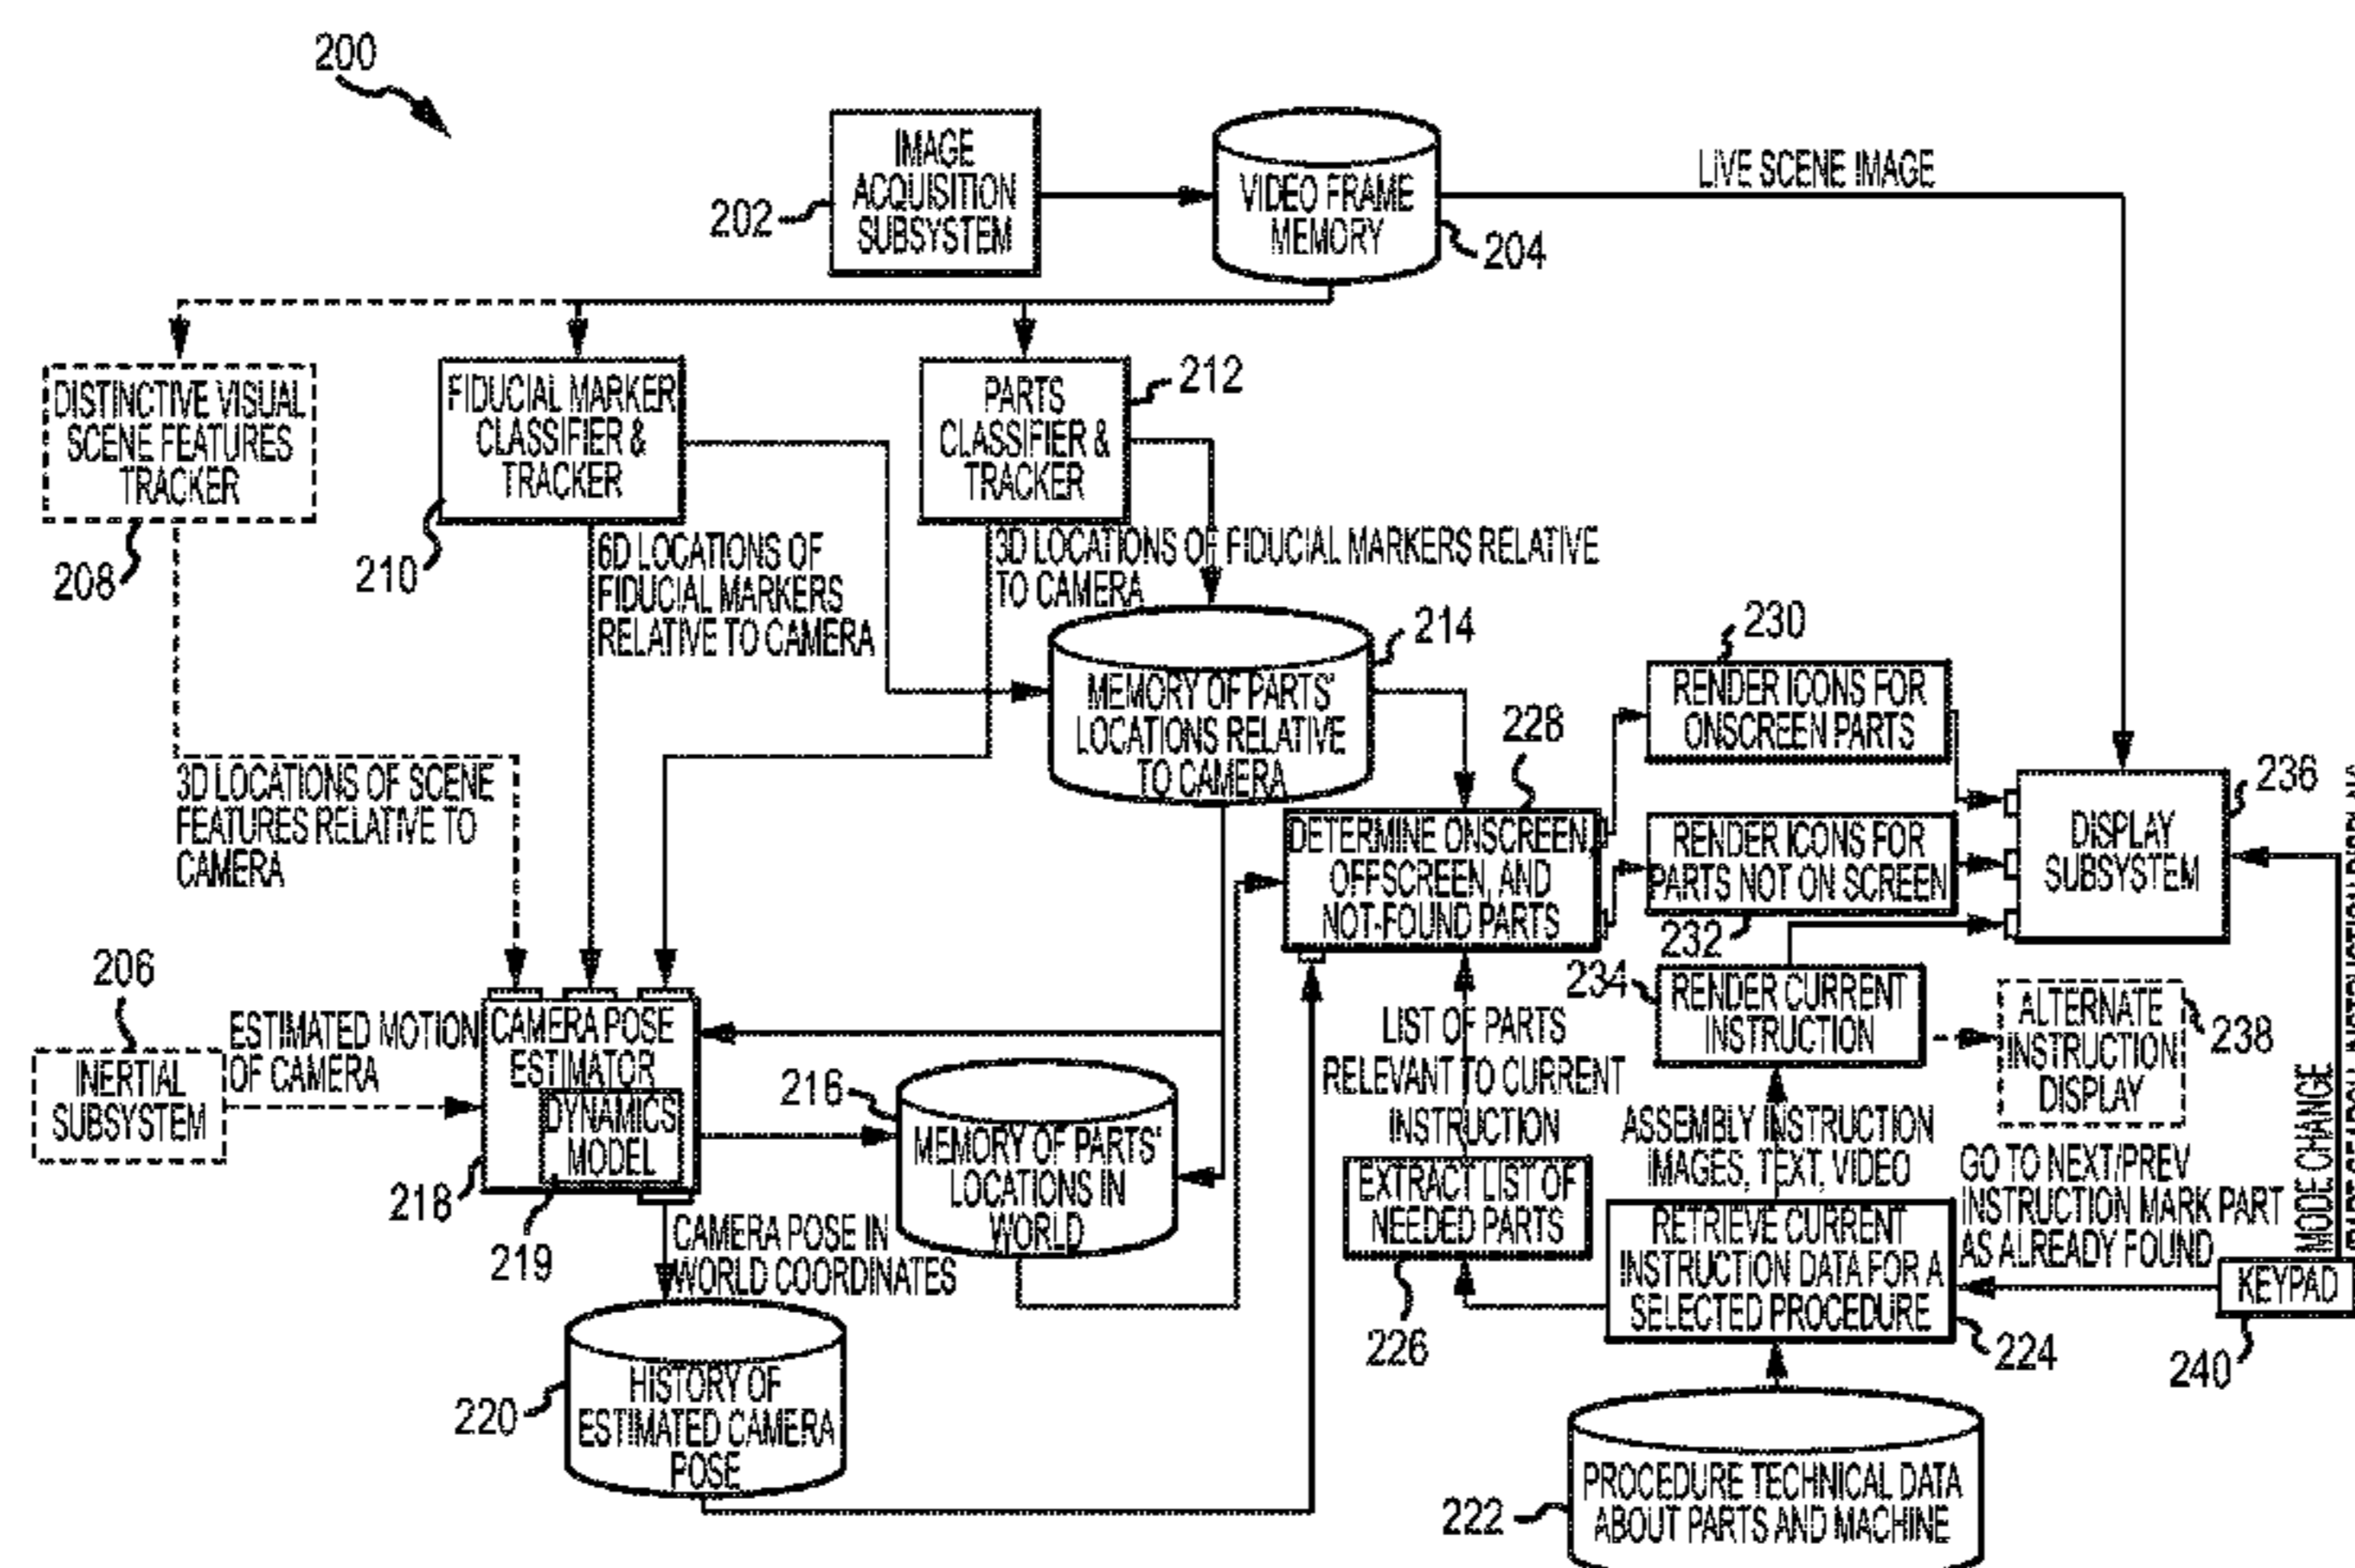 200
IMAGE
ACQUISITION
SUBSYSTEM
202
VIDEO FRAME
MEMORY
204
LIVE SCENE IMAGE
DISTINCTIVE VISUAL
SCENE FEATURES
TRACKER
208
FIDUCIAL MARKER
CLASSIFIER &
TRACKER
210
PARTS
CLASSIFIER &
TRACKER
212
6D LOCATIONS OF
FIDUCIAL MARKERS
RELATIVE TO CAMERA
3D LOCATIONS OF FIDUCIAL MARKERS RELATIVE
TO CAMERA
MEMORY OF PARTS'
LOCATIONS RELATIVE
TO CAMERA
214
3D LOCATIONS OF SCENE
FEATURES RELATIVE TO
CAMERA
228
DETERMINE ONSCREEN,
OFFSCREEN, AND
NOT-FOUND PARTS
230
RENDER ICONS FOR
ONSCREEN PARTS
RENDER ICONS FOR
PARTS NOT ON SCREEN
232
DISPLAY
SUBSYSTEM
236
206
INERTIAL
SUBSYSTEM
ESTIMATED MOTION
OF CAMERA
CAMERA POSE
ESTIMATOR
DYNAMICS
MODEL
218
219
216
MEMORY OF PARTS'
LOCATIONS IN
WORLD
CAMERA POSE IN
WORLD COORDINATES
220
HISTORY OF
ESTIMATED CAMERA
POSE
LIST OF PARTS
RELEVANT TO CURRENT
INSTRUCTION
EXTRACT LIST OF
NEEDED PARTS
226
234
RENDER CURRENT
INSTRUCTION
ALTERNATE
INSTRUCTION
DISPLAY
238
ASSEMBLY INSTRUCTION
IMAGES, TEXT, VIDEO
RETRIEVE CURRENT
INSTRUCTION DATA FOR A
SELECTED PROCEDURE
224
GO TO NEXT/PREV
INSTRUCTION MARK PART
AS ALREADY FOUND
MODE CHANGE
KEYPAD
240
222
PROCEDURE TECHNICAL DATA
ABOUT PARTS AND MACHINE